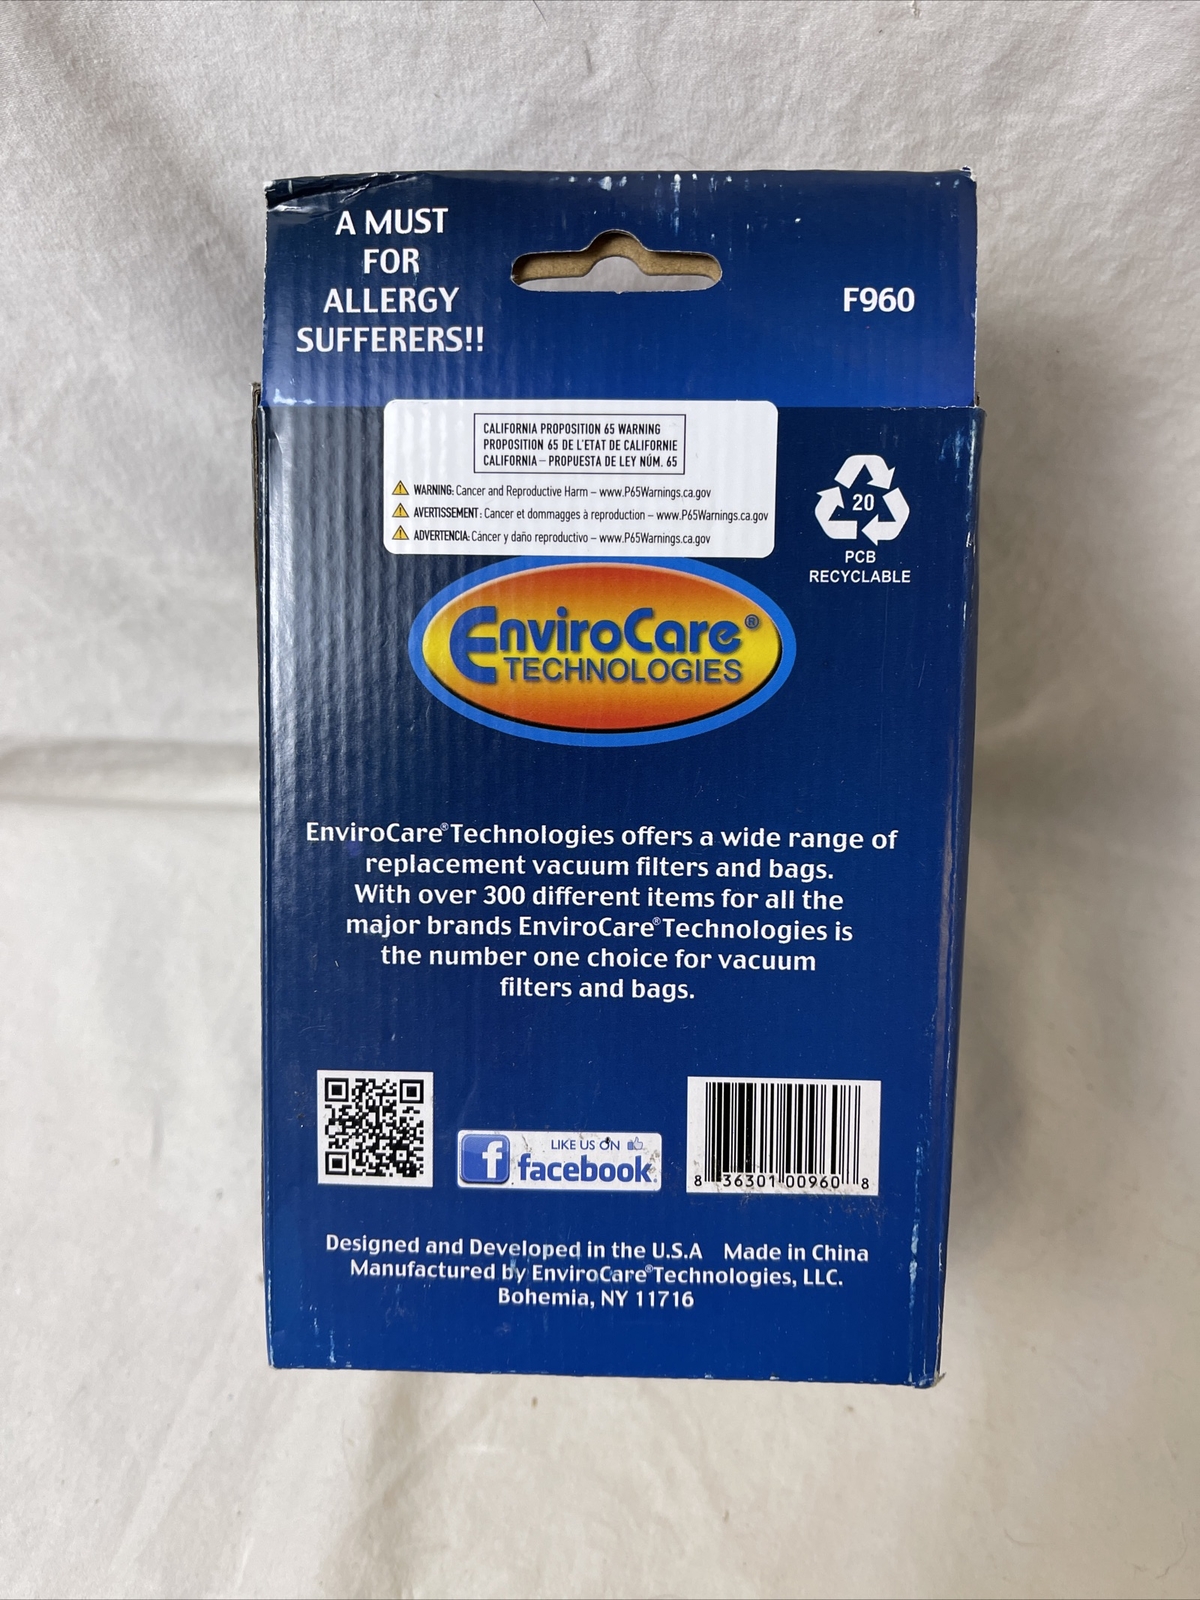 A MUST
FOR
ALLERGY
SUFFERERS!!
F960
CALIFORNIA PROPOSITION 65 WARNING
PROPOSITION 65 DE L'ETAT DE CALIFORNIE
CALIFORNIA – PROPUESTA DE LEY NÚM. 65
WARNING: Cancer and Reproductive Harm – www.P65Warnings.ca.gov
AVERTISSEMENT: Cancer et dommagges à reproduction – www.P65Warnings.ca.gov
ADVERTENCIA: Cáncer y daño reproductivo – www.P65Warnings.ca.gov
20
PCB
RECYCLABLE
EnviroCare®
TECHNOLOGIES
EnviroCare® Technologies offers a wide range of
replacement vacuum filters and bags.
With over 300 different items for all the
major brands EnviroCare® Technologies is
the number one choice for vacuum
filters and bags.
LIKE US ON
f facebook
8 36301 00960 8
Designed and Developed in the U.S.A Made in China
Manufactured by EnviroCare® Technologies, LLC.
Bohemia, NY 11716